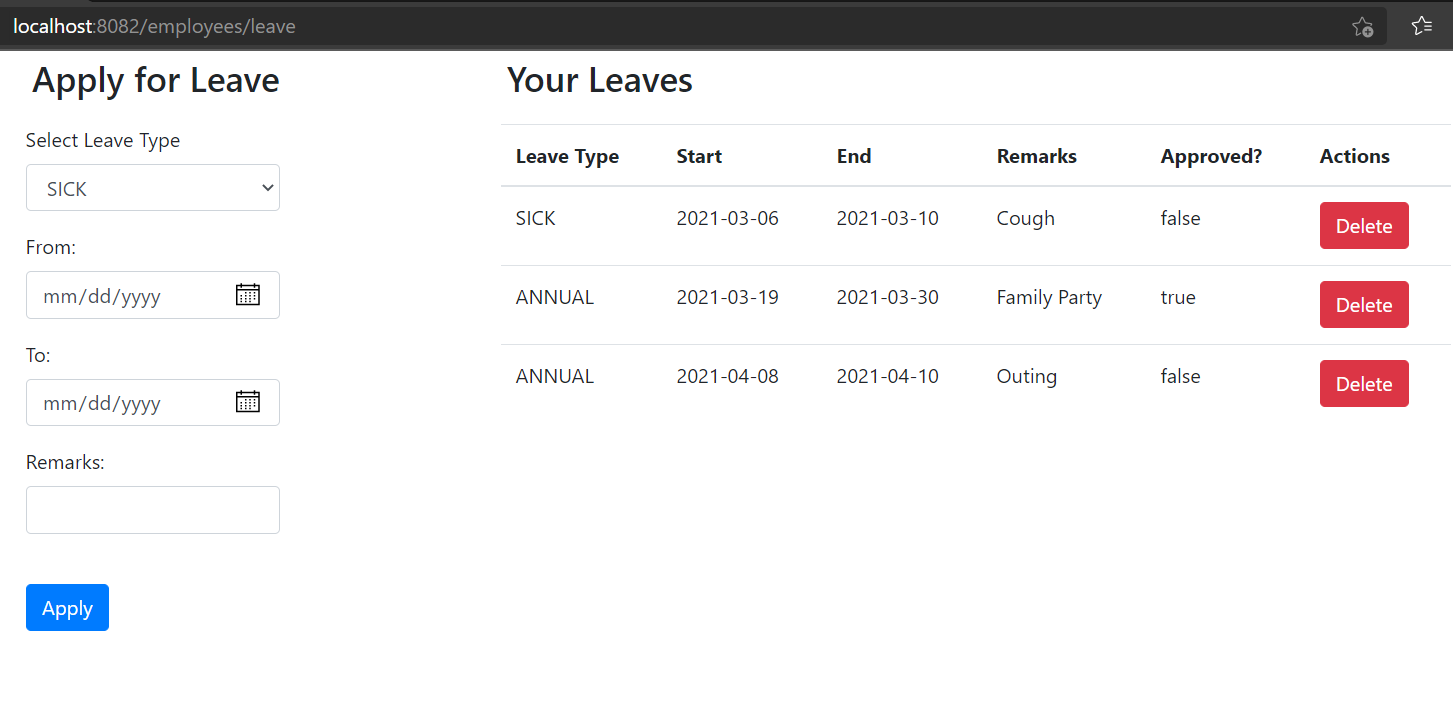 localhost:8082/employees/leave
Apply for Leave
Select Leave Type
SICK
From:
mm/dd/yyyy
To:
mm/dd/yyyy
Remarks:
Apply
Your Leaves
Leave Type Start End Remarks Approved? Actions
SICK 2021-03-06 2021-03-10 Cough false Delete
ANNUAL 2021-03-19 2021-03-30 Family Party true Delete
ANNUAL 2021-04-08 2021-04-10 Outing false Delete